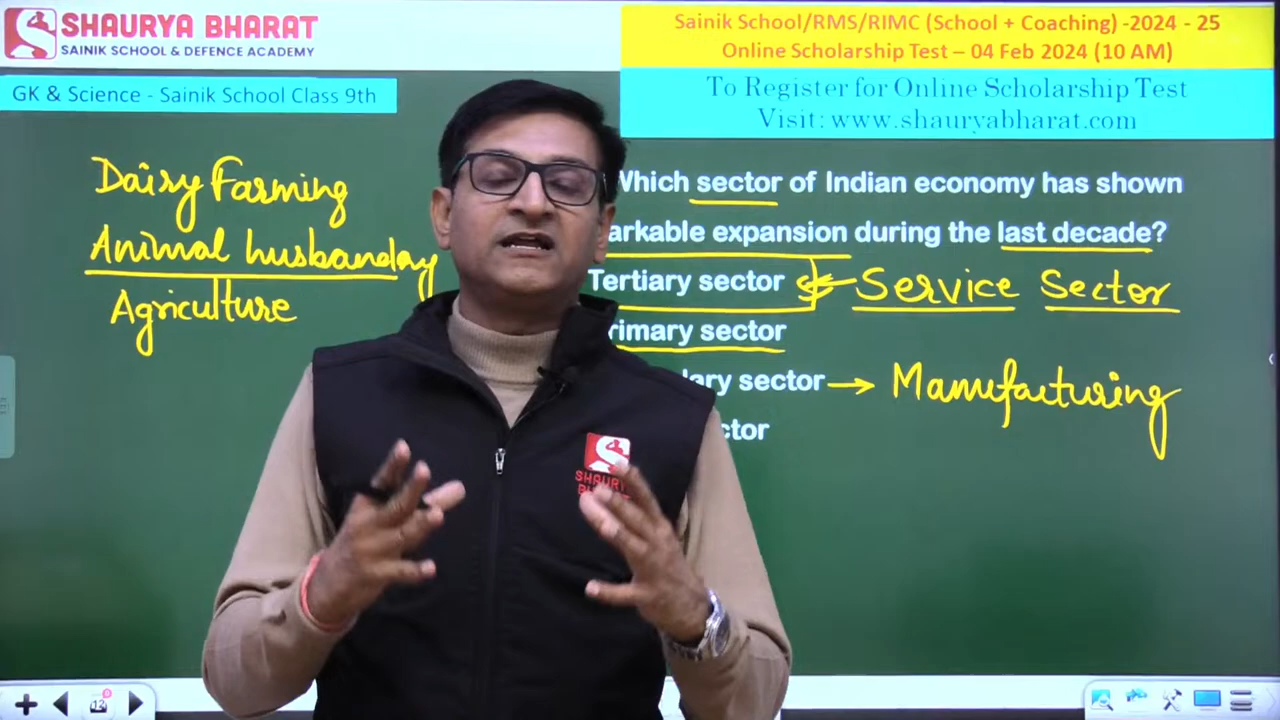 SHAURYA BHARAT
SAINIK SCHOOL & DEFENCE ACADEMY
Sainik School/RMS/RIMC (School + Coaching) -2024 - 25
Online Scholarship Test – 04 Feb 2024 (10 AM)
GK & Science - Sainik School Class 9th
To Register for Online Scholarship Test
Visit: www.shauryabharat.com
Dairy Farming
Animal husbandry
Agriculture
Which sector of Indian economy has shown
arkable expansion during the last decade?
Tertiary sector
Service Sector
rimary sector
dary sector
Manufacturing
ctor
SHAURY